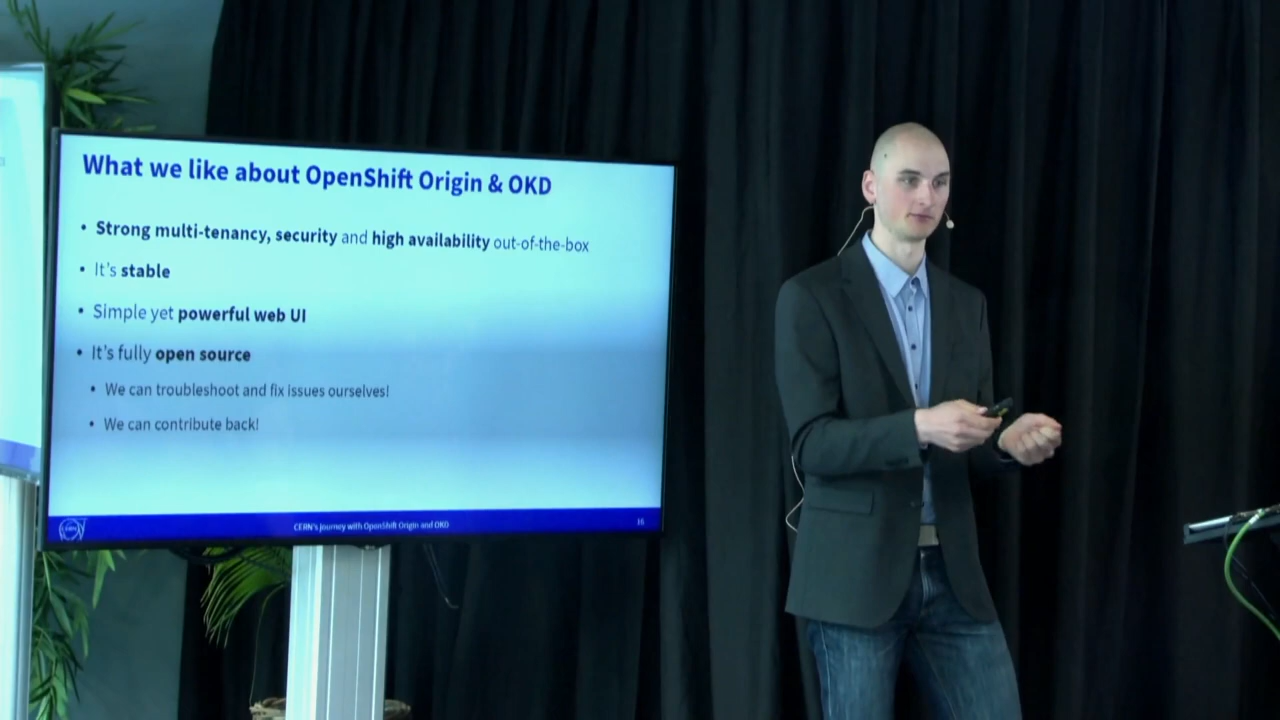 What we like about OpenShift Origin & OKD
• Strong multi-tenancy, security and high availability out-of-the-box
• It's stable
• Simple yet powerful web UI
• It's fully open source
• We can troubleshoot and fix issues ourselves!
• We can contribute back!
CERN
CERN's journey with OpenShift Origin and OKD
16